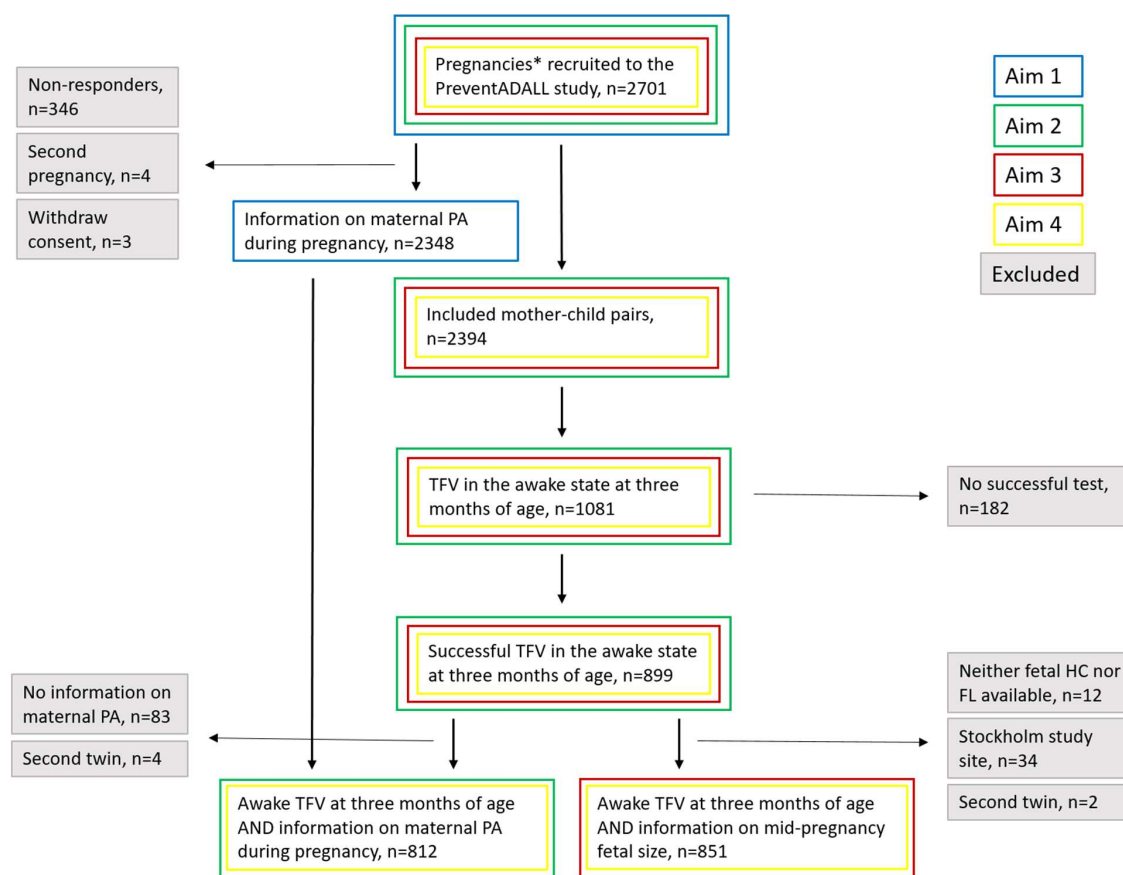 Pregnancies* recruited to the
PreventADALL study, n=2701
Aim 1
Aim 2
Aim 3
Aim 4
Excluded
Non-responders,
n=346
Second
pregnancy, n=4
Withdraw
consent, n=3
Information on maternal PA
during pregnancy, n=2348
Included mother-child pairs,
n=2394
TFV in the awake state at three
months of age, n=1081
No successful test,
n=182
Successful TFV in the awake state
at three months of age, n=899
No information on
maternal PA, n=83
Second twin, n=4
Neither fetal HC nor
FL available, n=12
Stockholm study
site, n=34
Second twin, n=2
Awake TFV at three months of age
AND information on maternal PA
during pregnancy, n=812
Awake TFV at three months of age
AND information on mid-pregnancy
fetal size, n=851